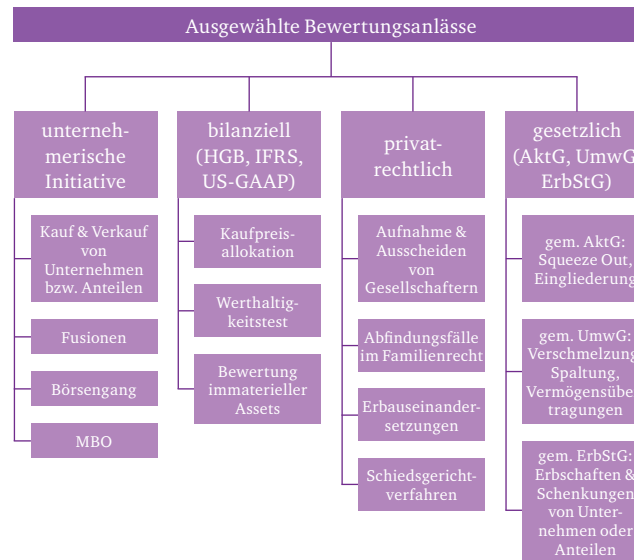 Ausgewählte Bewertungsanlässe
unterneh-
merische
Initiative
Kauf & Verkauf
von
Unternehmen
bzw. Anteilen
Fusionen
Börsengang
MBO
bilanziell
(HGB, IFRS,
US-GAAP)
Kaufpreis-
allokation
Werthaltig-
keitstest
Bewertung
immaterieller
Assets
privat-
rechtlich
Aufnahme &
Ausscheiden
von
Gesellschaftern
Abfindungsfälle
im Familienrecht
Erbauseinander-
setzungen
Schiedsgericht-
verfahren
gesetzlich
(AktG, UmwG
ErbStG)
gem. AktG:
Squeeze Out,
Eingliederung
gem. UmwG:
Verschmelzung
Spaltung,
Vermögensübe
tragungen
gem. ErbStG:
Erbschaften &
Schenkungen
von Unter-
nehmen oder
Anteilen